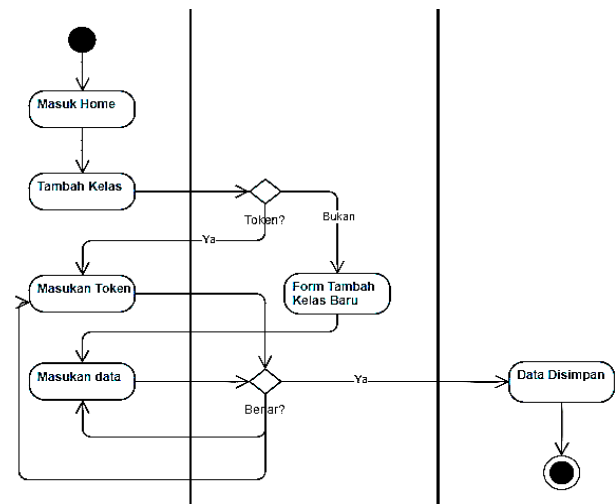 Masuk Home
Tambah Kelas
Token?
Bukan
Ya
Masukan Token
Form Tambah
Kelas Baru
Masukan data
Benar?
Ya
Data Disimpan